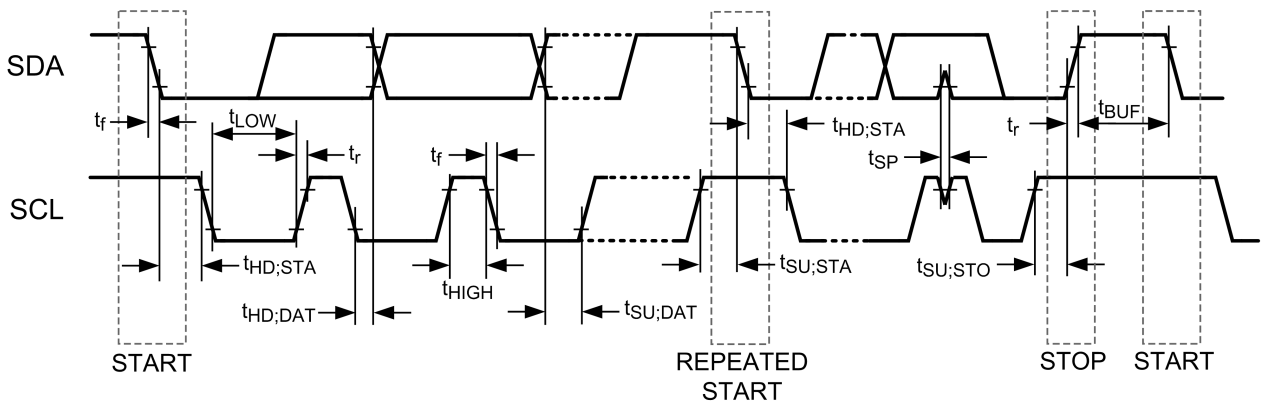 SDA
tf
tLOW
tr
tf
tHD;STA
tSP
tr
tBUF
SCL
tHD;STA
tHD;DAT
tHIGH
tSU;DAT
tSU;STA
tSU;STO
START
REPEATED
START
STOP
START